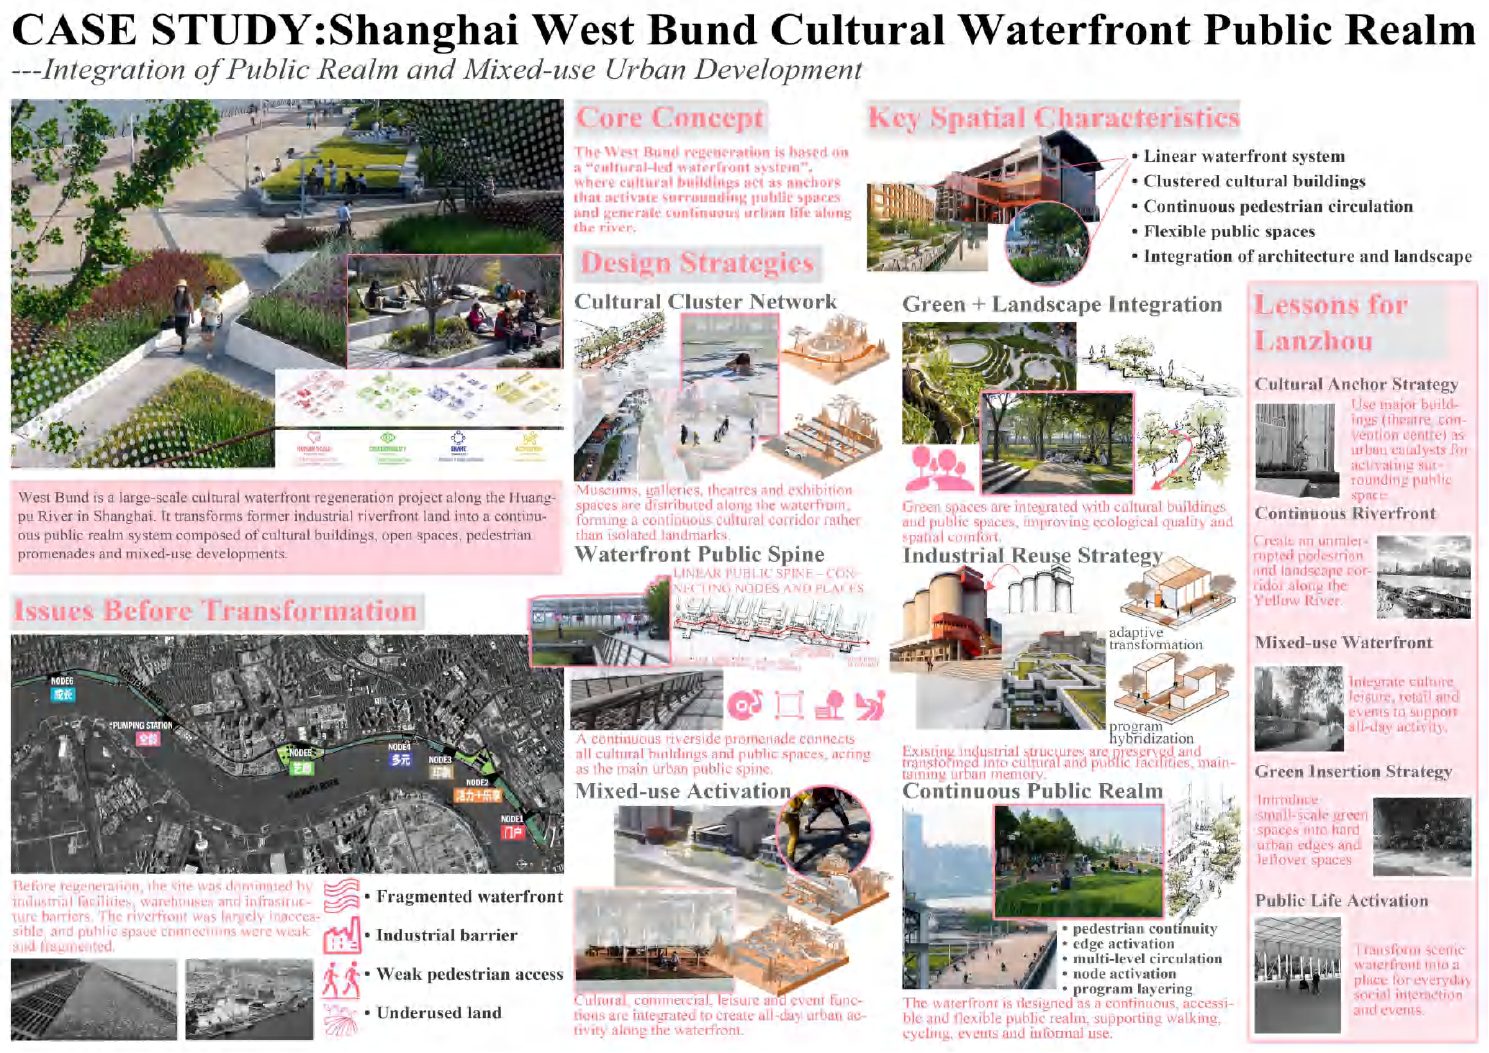 CASE STUDY:Shanghai West Bund Cultural Waterfront Public Realm
---Integration of Public Realm and Mixed-use Urban Development
West Bund is a large-scale cultural waterfront regeneration project along the Huang-
pu River in Shanghai. It transforms former industrial riverfront land into a continu-
ous public realm system composed of cultural buildings, open spaces, pedestrian
promenades and mixed-use developments.
Issues Before Transformation
NODE6
成长
PUMPING STATION
NODE5
艺
NODE4
多元
NODE3
NODE2
活力+乐享
NODE1
门户
Before regeneration, the site was dominated by
industrial facilities, warehouses and infrastruc-
ture barriers. The riverfront was largely inacces-
sible, and public space connections were weak
and fragmented.
• Fragmented waterfront
• Industrial barrier
• Weak pedestrian access
• Underused land
Core Concept
The West Bund regeneration is based on
a “cultural-led waterfront system”,
where cultural buildings act as anchors
that activate surrounding public spaces
and generate continuous urban life along
the river.
Design Strategies
Cultural Cluster Network
Museums, galleries, theatres and exhibition
spaces are distributed along the waterfront,
forming a continuous cultural corridor rather
than isolated landmarks.
Waterfront Public Spine
LINEAR PUBLIC SPINE – CON-
NECTING NODES AND PLACES
A continuous riverside promenade connects
all cultural buildings and public spaces, acting
as the main urban public spine.
Mixed-use Activation
Cultural, commercial, leisure and event func-
tions are integrated to create all-day urban ac-
tivity along the waterfront.
Key Spatial Characteristics
• Linear waterfront system
• Clustered cultural buildings
• Continuous pedestrian circulation
• Flexible public spaces
• Integration of architecture and landscape
Green + Landscape Integration
Green spaces are integrated with cultural buildings
and public spaces, improving ecological quality and
spatial comfort.
Industrial Reuse Strategy
adaptive
transformation
program
hybridization
Existing industrial structures are preserved and
transformed into cultural and public facilities, main-
taining urban memory.
Continuous Public Realm
• pedestrian continuity
• edge activation
• multi-level circulation
• node activation
• program layering
The waterfront is designed as a continuous, accessi-
ble and flexible public realm, supporting walking,
cycling, events and informal use.
Lessons for
Lanzhou
Cultural Anchor Strategy
Use major build-
ings (theatre, con-
vention centre) as
urban catalysts for
activating sur-
rounding public
space
Continuous Riverfront
Create an uninter-
rupted pedestrian
and landscape cor-
ridor along the
Yellow River.
Mixed-use Waterfront
Integrate culture,
leisure, retail and
events to support
all-day activity.
Green Insertion Strategy
Introduce
small-scale green
spaces into hard
urban edges and
leftover spaces
Public Life Activation
Transform scenic
waterfront into a
place for everyday
social interaction
and events.